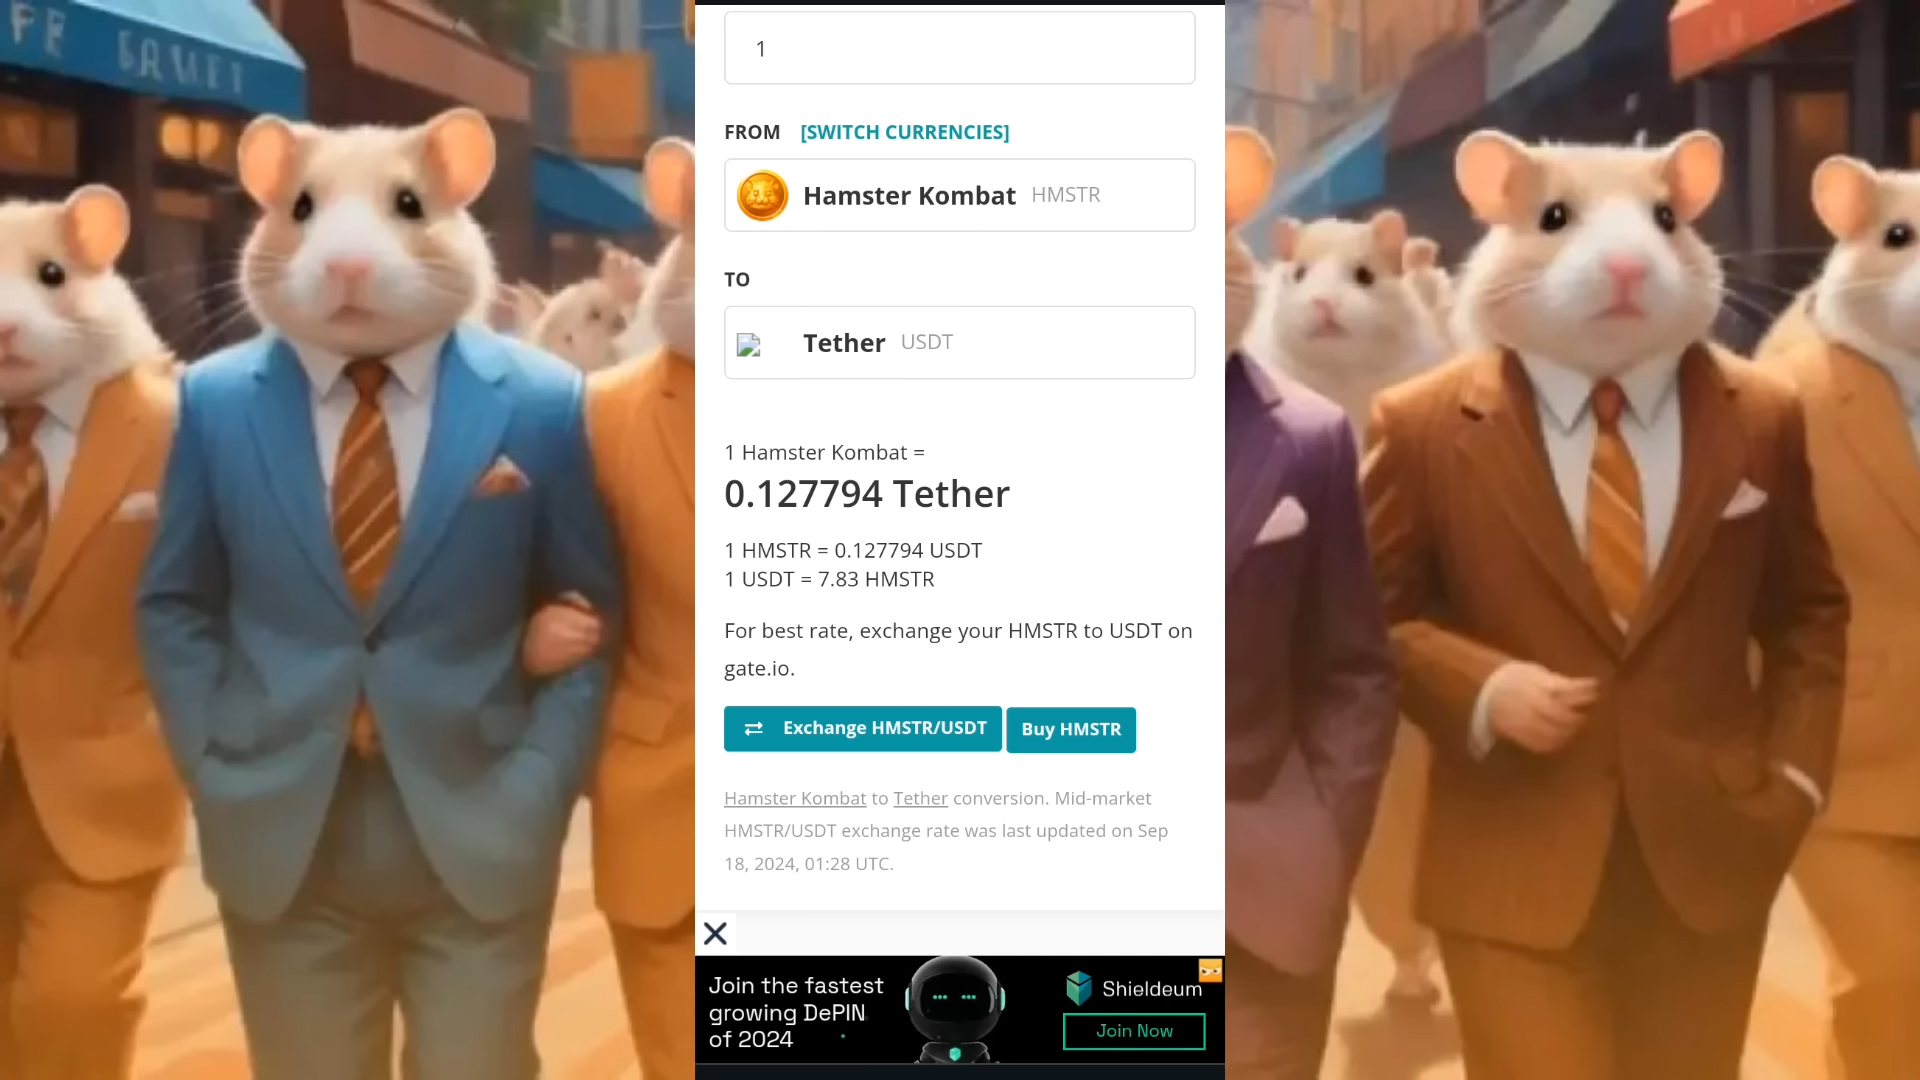 1
FROM [SWITCH CURRENCIES]
Hamster Kombat HMSTR
TO
Tether USDT
1 Hamster Kombat =
0.127794 Tether
1 HMSTR = 0.127794 USDT
1 USDT = 7.83 HMSTR
For best rate, exchange your HMSTR to USDT on
gate.io.
Exchange HMSTR/USDT Buy HMSTR
Hamster Kombat to Tether conversion. Mid-market
HMSTR/USDT exchange rate was last updated on Sep
18, 2024, 01:28 UTC.
Join the fastest
growing DePIN
of 2024
Shieldeum
Join Now